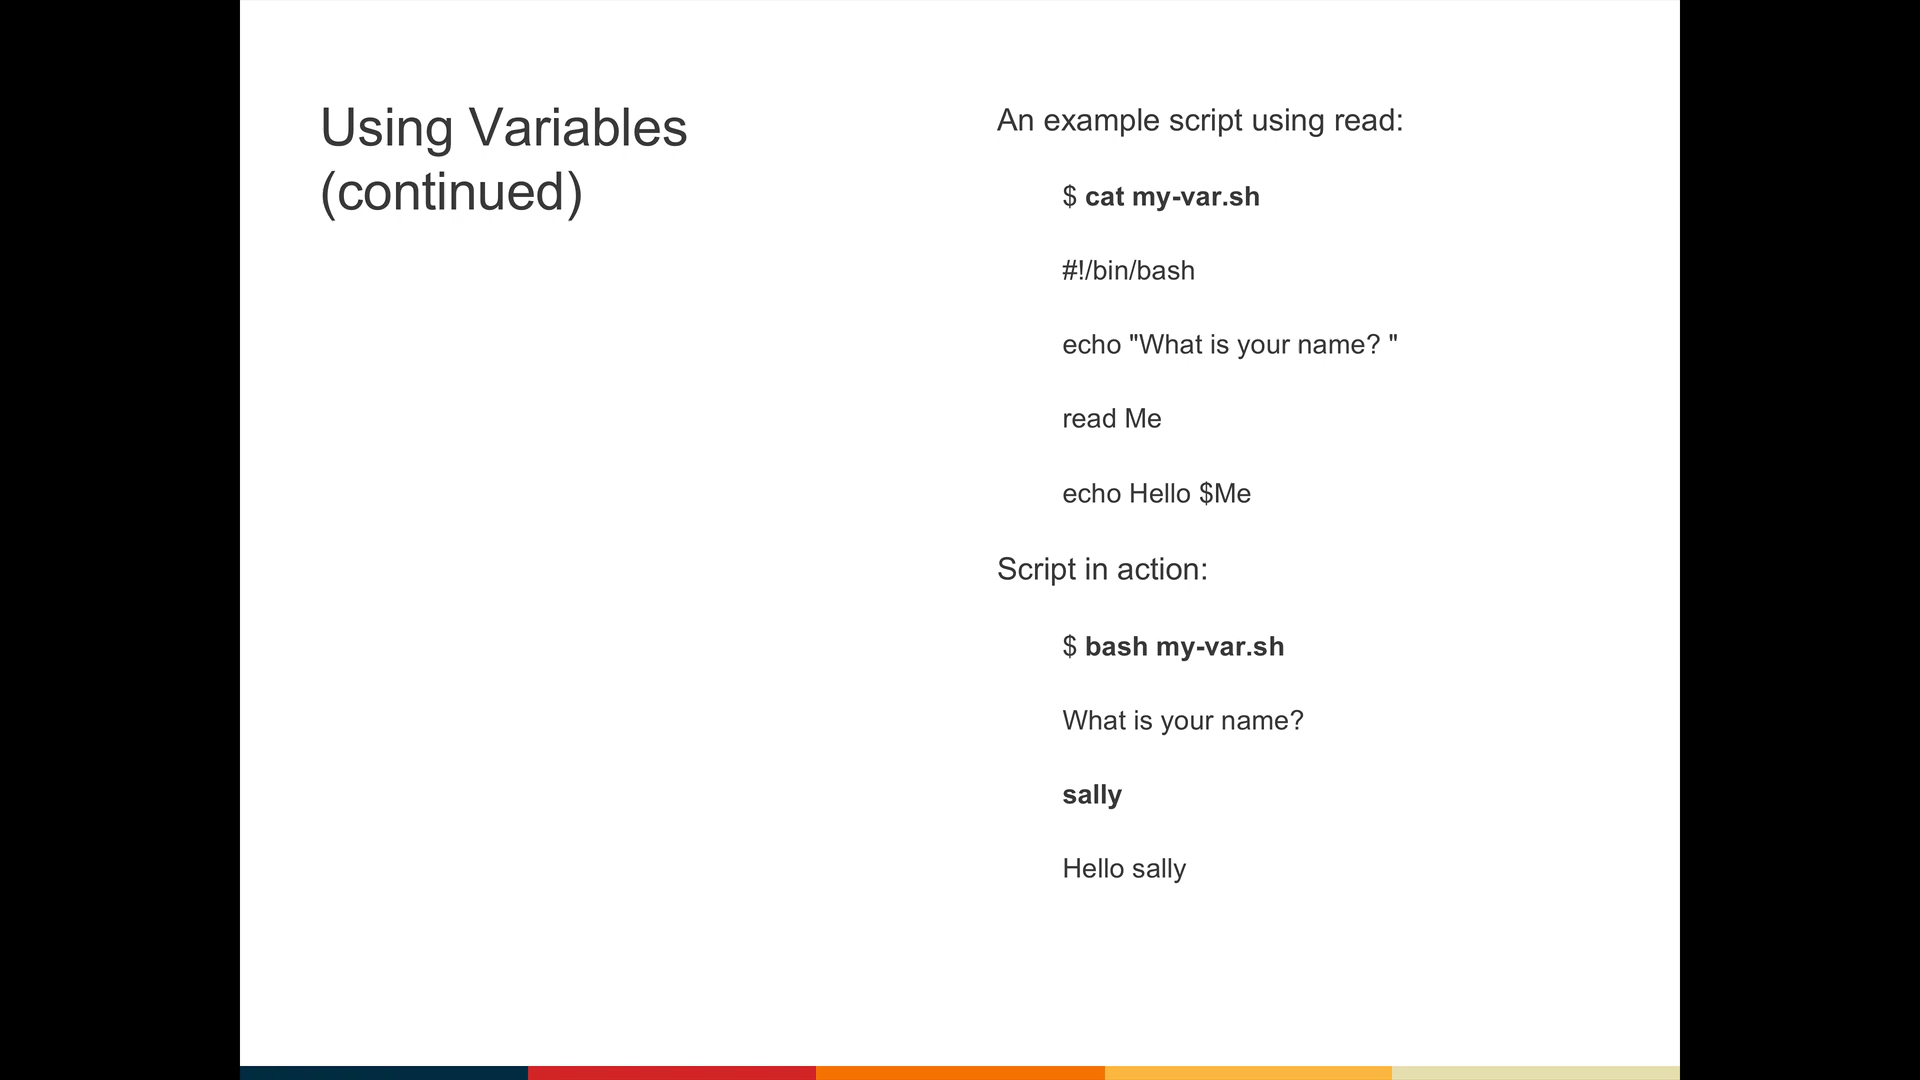 Using Variables
(continued)
An example script using read:
$ cat my-var.sh
#!/bin/bash
echo "What is your name? "
read Me
echo Hello $Me
Script in action:
$ bash my-var.sh
What is your name?
sally
Hello sally